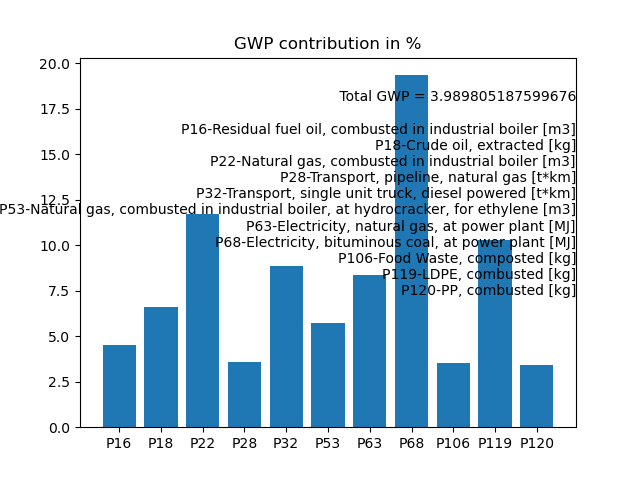 GWP contribution in %
20.0
17.5
15.0
12.5
10.0
7.5
5.0
2.5
0.0
Total GWP = 3.989805187599676
P16-Residual fuel oil, combusted in industrial boiler [m3]
P18-Crude oil, extracted [kg]
P22-Natural gas, combusted in industrial boiler [m3]
P28-Transport, pipeline, natural gas [t*km]
P32-Transport, single unit truck, diesel powered [t*km]
P53-Natural gas, combusted in industrial boiler, at hydrocracker, for ethylene [m3]
P63-Electricity, natural gas, at power plant [MJ]
P68-Electricity, bituminous coal, at power plant [MJ]
P106-Food Waste, composted [kg]
P119-LDPE, combusted [kg]
P120-PP, combusted [kg]
P16 P18 P22 P28 P32 P53 P63 P68 P106 P119 P120